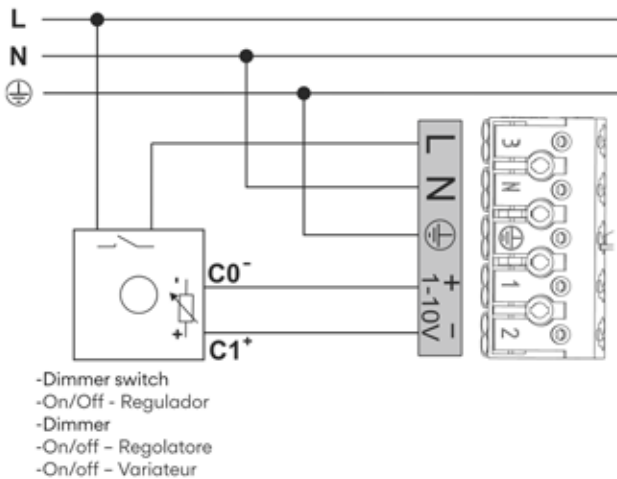 L
N
L
N
+
1-10V
−
3
N
1
2
-
+
C0⁻
C1⁺
-Dimmer switch
-On/Off - Regulador
-Dimmer
-On/off – Regolatore
-On/off – Variateur